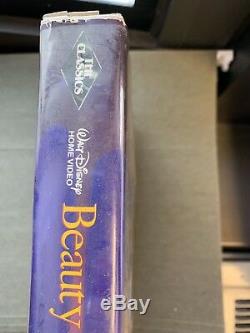 THE
CLASSICS
WALT DISNEY
HOME VIDEO
Beauty